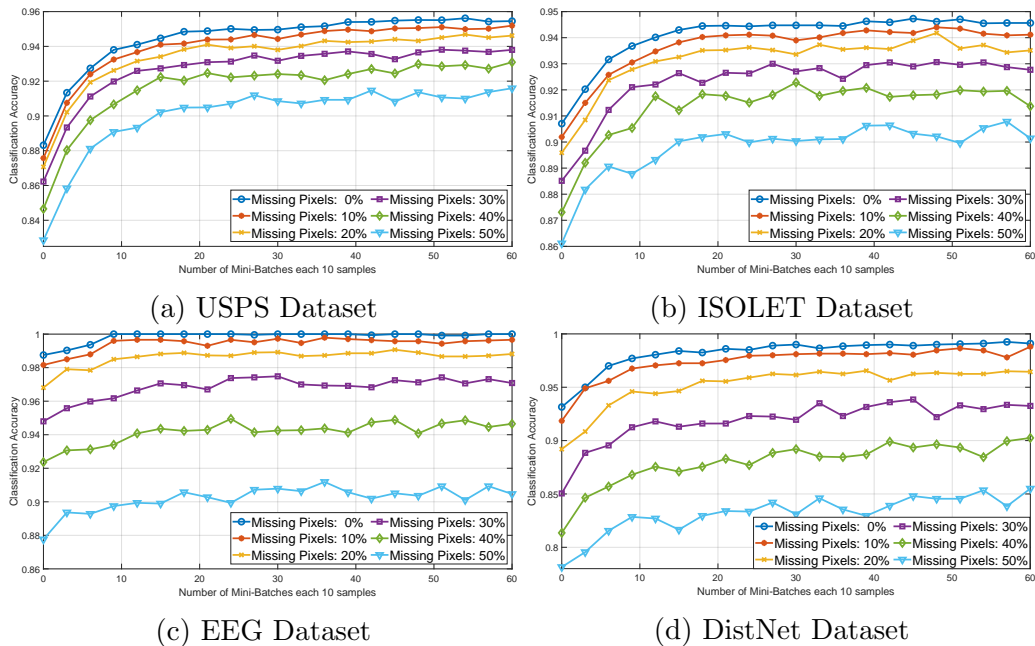 0.96
0.94
0.92
0.9
0.88
0.86
0.84
Classification Accuracy
Missing Pixels: 0%
Missing Pixels: 10%
Missing Pixels: 20%
Missing Pixels: 30%
Missing Pixels: 40%
Missing Pixels: 50%
0 10 20 30 40 50 60
Number of Mini-Batches each 10 samples
(a) USPS Dataset
0.95
0.94
0.93
0.92
0.91
0.90
0.89
0.88
0.87
0.86
Classification Accuracy
Missing Pixels: 0%
Missing Pixels: 10%
Missing Pixels: 20%
Missing Pixels: 30%
Missing Pixels: 40%
Missing Pixels: 50%
0 10 20 30 40 50 60
Number of Mini-Batches each 10 samples
(b) ISOLET Dataset
1
0.98
0.96
0.94
0.92
0.9
0.88
0.86
Classification Accuracy
Missing Pixels: 0%
Missing Pixels: 10%
Missing Pixels: 20%
Missing Pixels: 30%
Missing Pixels: 40%
Missing Pixels: 50%
0 10 20 30 40 50 60
Number of Mini-Batches each 10 samples
(c) EEG Dataset
1
0.95
0.9
0.85
0.8
Classification Accuracy
Missing Pixels: 0%
Missing Pixels: 10%
Missing Pixels: 20%
Missing Pixels: 30%
Missing Pixels: 40%
Missing Pixels: 50%
0 10 20 30 40 50 60
Number of Mini-Batches each 10 samples
(d) DistNet Dataset